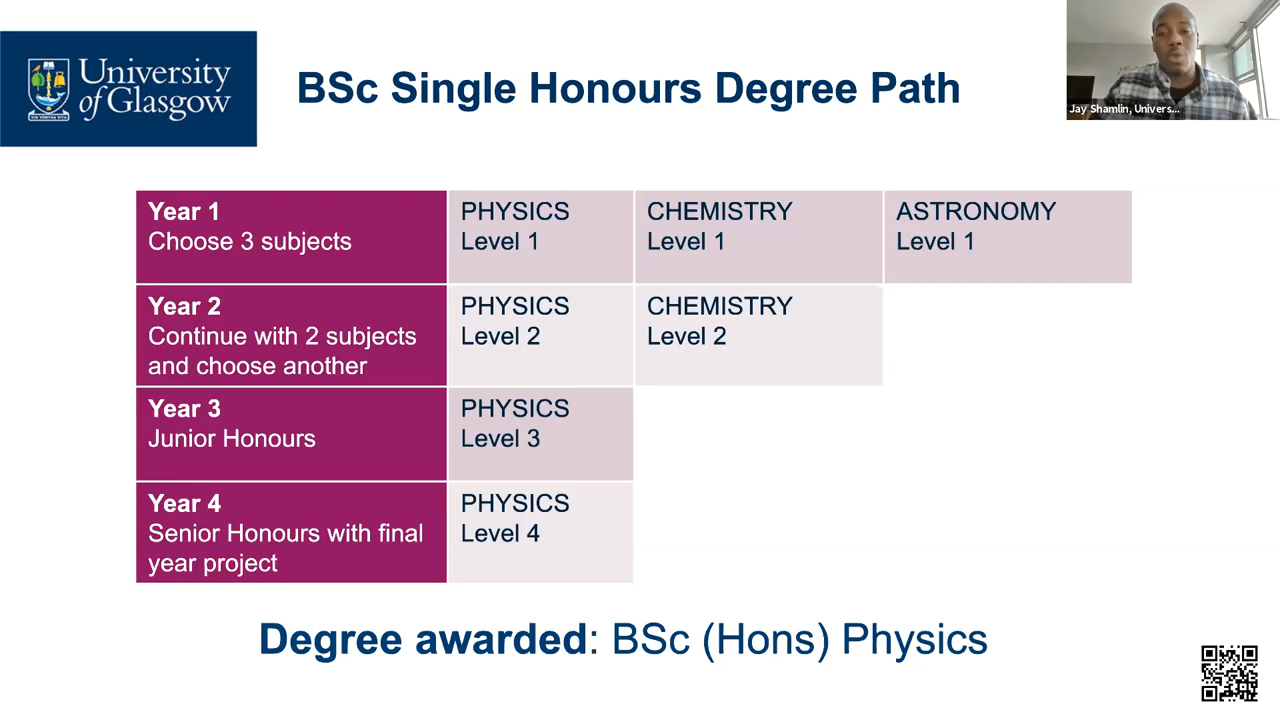 University
of Glasgow
VIA VERITAS VITA
BSc Single Honours Degree Path
Jay Shamlin, Univers...
Year 1
Choose 3 subjects
PHYSICS
Level 1
CHEMISTRY
Level 1
ASTRONOMY
Level 1
Year 2
Continue with 2 subjects
and choose another
PHYSICS
Level 2
CHEMISTRY
Level 2
Year 3
Junior Honours
PHYSICS
Level 3
Year 4
Senior Honours with final
year project
PHYSICS
Level 4
Degree awarded: BSc (Hons) Physics